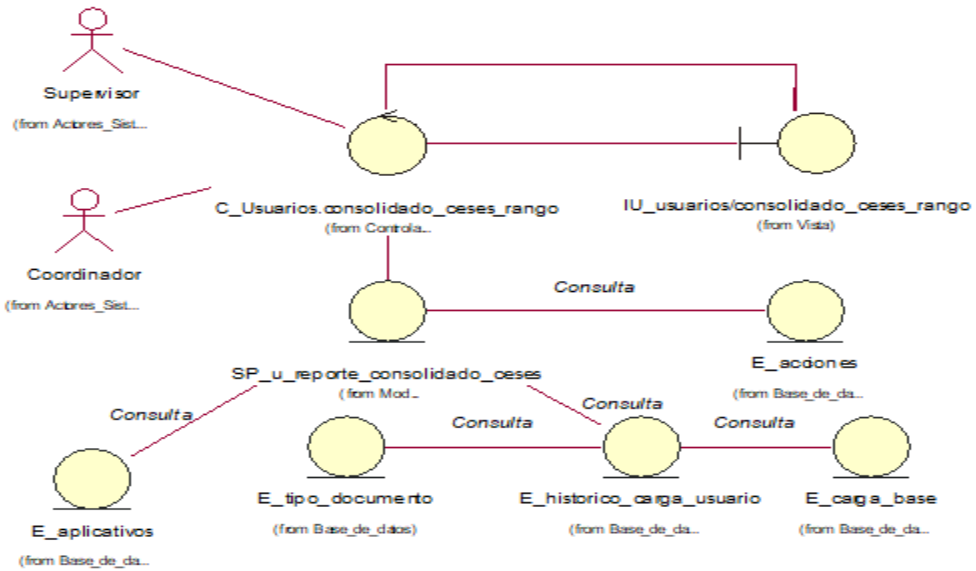 Supervisor
(from Actores_Sist...
C_Usuarios.consolidado_ceses_rango
(from Controla...
IU_usuarios/consolidado_ceses_rango
(from Vista)
Coordinador
(from Actores_Sist...
Consulta
SP_u_reporte_consolidado_ceses
(from Mod...
E_acciones
(from Base_de_da...
Consulta
Consulta
Consulta
Consulta
E_aplicativos
(from Base_de_da...
E_tipo_documento
(from Base_de_datos)
E_historico_carga_usuario
(from Base_de_da...
E_carga_base
(from Base_de_da...